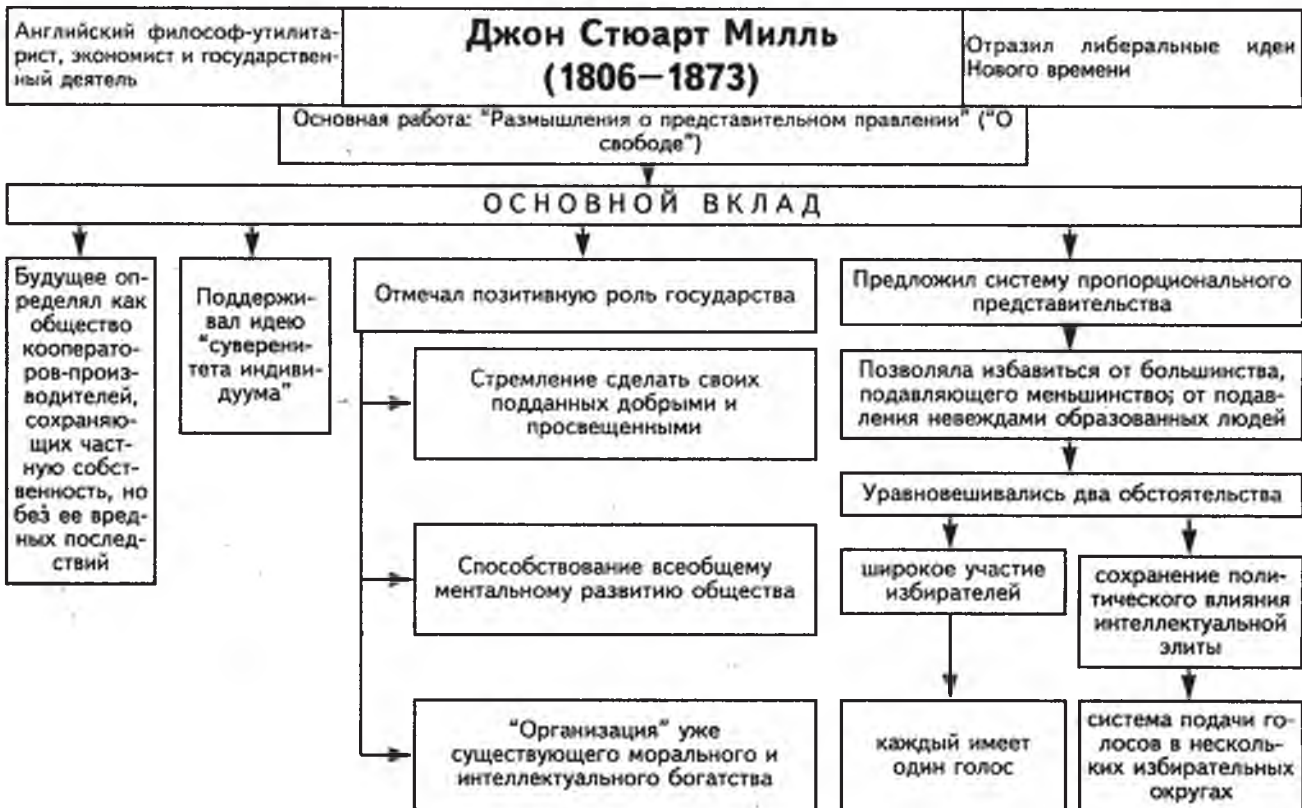 Английский философ-утилита-
рист, экономист и государствен-
ный деятель
Джон Стюарт Милль
(1806—1873)
Отразил либеральные идеи
Нового времени
Основная работа: "Размышления о представительном правлении" ("О
свободе")
ОСНОВНОЙ ВКЛАД
Будущее оп-
ределял как
общество
кооперато-
ров-произ-
водителей,
сохраняю-
щих част-
ную собст-
венность, но
без ее вред-
ных послед-
ствий
Поддержи-
вал идею
"суверени-
тета индиви-
дуума"
Отмечал позитивную роль государства
Стремление сделать своих
подданных добрыми и
просвещенными
Способствование всеобщему
ментальному развитию общества
"Организация" уже
существующего морального и
интеллектуального богатства
Предложил систему пропорционального
представительства
Позволяла избавиться от большинства,
подавляющего меньшинство; от подав-
ления невеждами образованных людей
Уравновешивались два обстоятельства
широкое участие
избирателей
каждый имеет
один голос
сохранение поли-
тического влияния
интеллектуальной
элиты
система подачи го-
лосов в несколь-
ких избирательных
округах